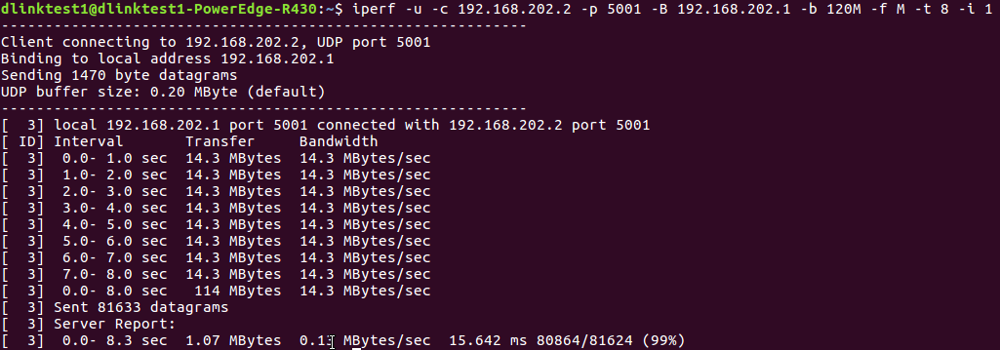 dlinktest1@dlinktest1-PowerEdge-R430:~$ iperf -u -c 192.168.202.2 -p 5001 -B 192.168.202.1 -b 120M -f M -t 8 -i 1
------------------------------------------------------------
Client connecting to 192.168.202.2, UDP port 5001
Binding to local address 192.168.202.1
Sending 1470 byte datagrams
UDP buffer size: 0.20 MByte (default)
------------------------------------------------------------
[  3] local 192.168.202.1 port 5001 connected with 192.168.202.2 port 5001
[ ID] Interval       Transfer     Bandwidth
[  3]  0.0- 1.0 sec  14.3 MBytes  14.3 MBytes/sec
[  3]  1.0- 2.0 sec  14.3 MBytes  14.3 MBytes/sec
[  3]  2.0- 3.0 sec  14.3 MBytes  14.3 MBytes/sec
[  3]  3.0- 4.0 sec  14.3 MBytes  14.3 MBytes/sec
[  3]  4.0- 5.0 sec  14.3 MBytes  14.3 MBytes/sec
[  3]  5.0- 6.0 sec  14.3 MBytes  14.3 MBytes/sec
[  3]  6.0- 7.0 sec  14.3 MBytes  14.3 MBytes/sec
[  3]  7.0- 8.0 sec  14.3 MBytes  14.3 MBytes/sec
[  3]  0.0- 8.0 sec   114 MBytes  14.3 MBytes/sec
[  3] Sent 81633 datagrams
[  3] Server Report:
[  3]  0.0- 8.3 sec  1.07 MBytes  0.13 MBytes/sec  15.642 ms 80864/81624 (99%)